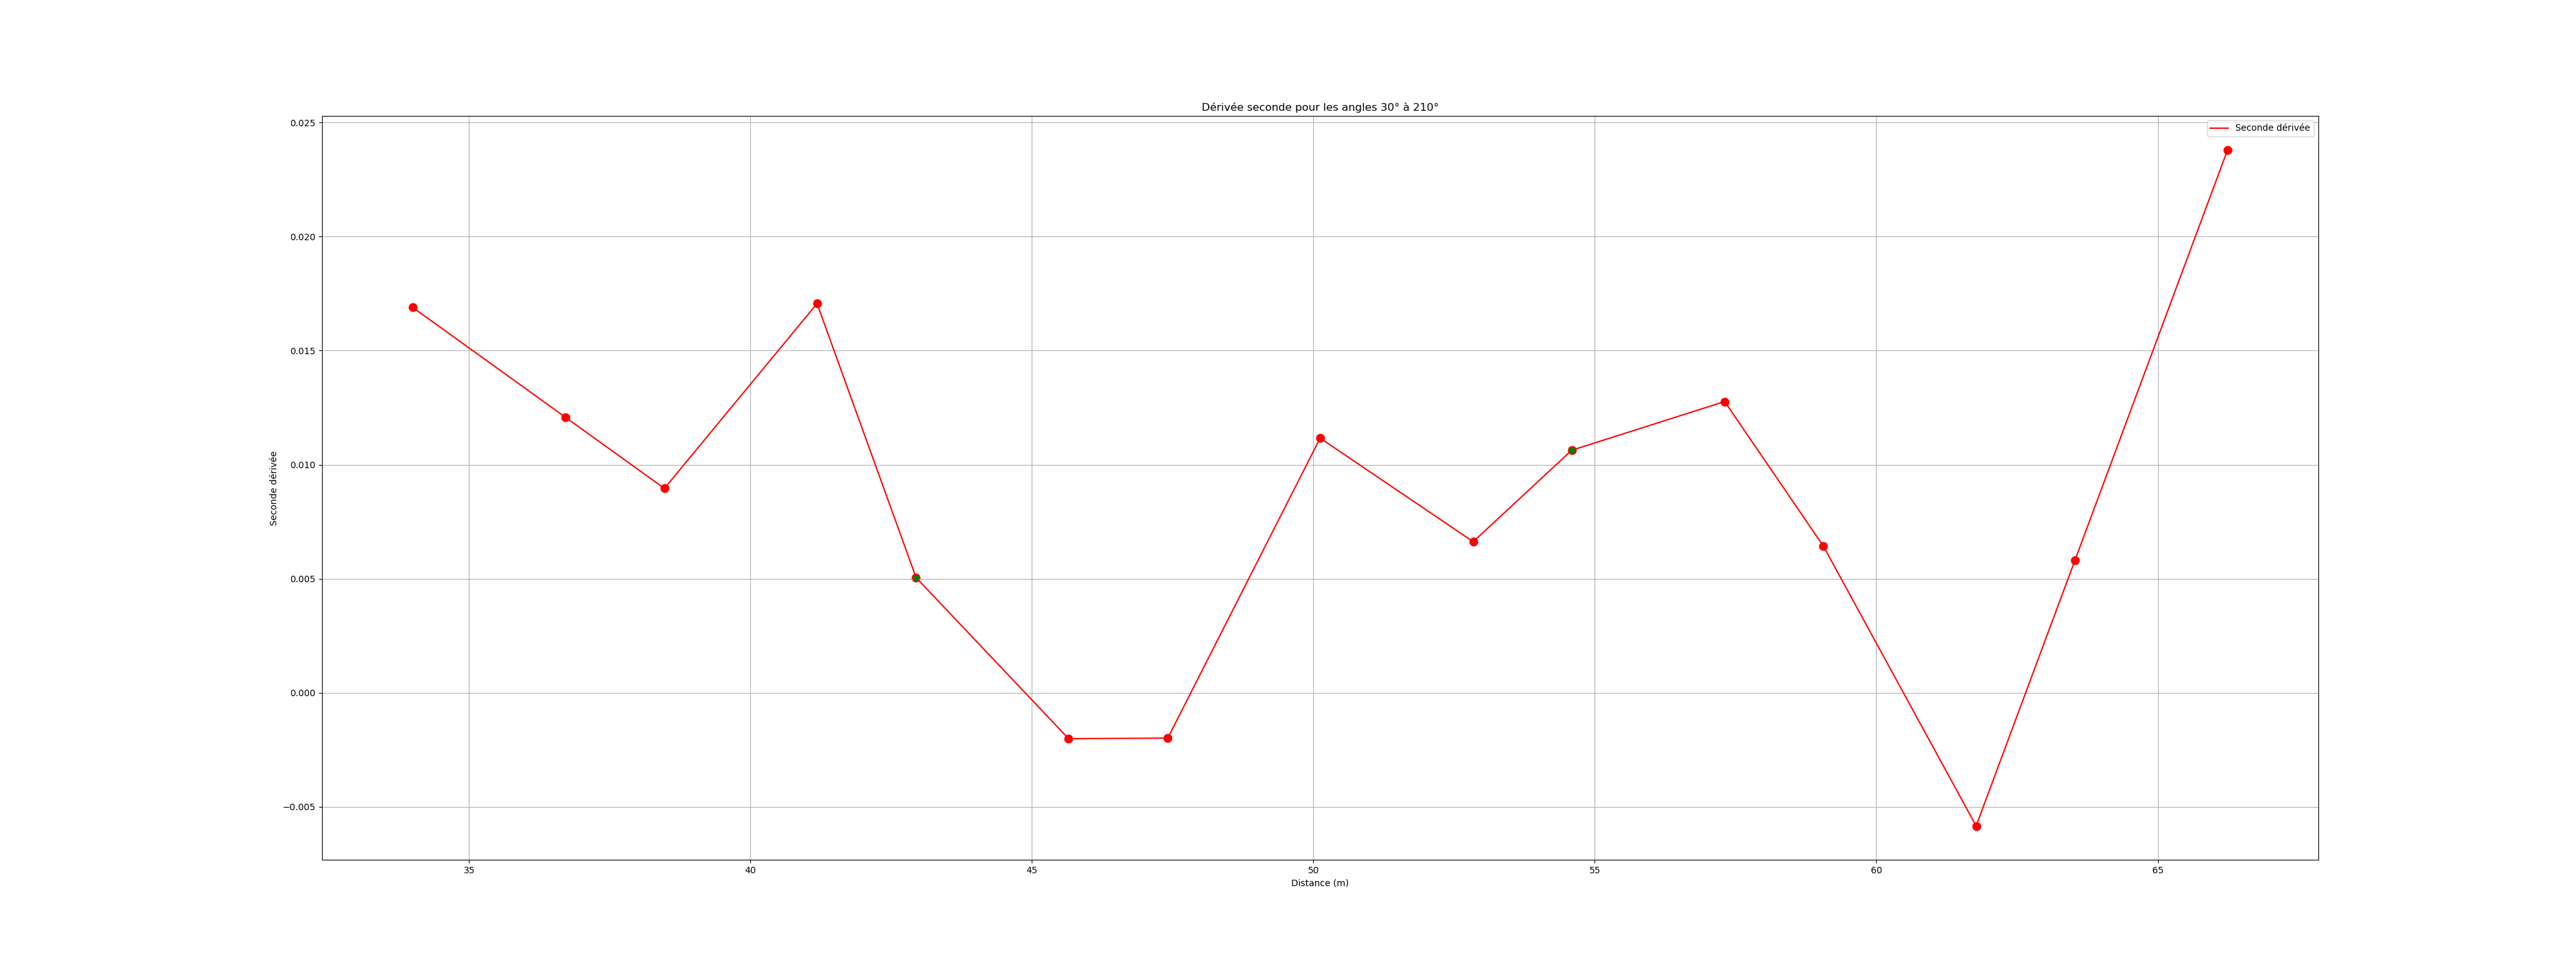 Dérivée seconde pour les angles 30° à 210°
Seconde dérivée
0.025
0.020
0.015
0.010
0.005
0.000
−0.005
Seconde dérivée
35 40 45 50 55 60 65
Distance (m)